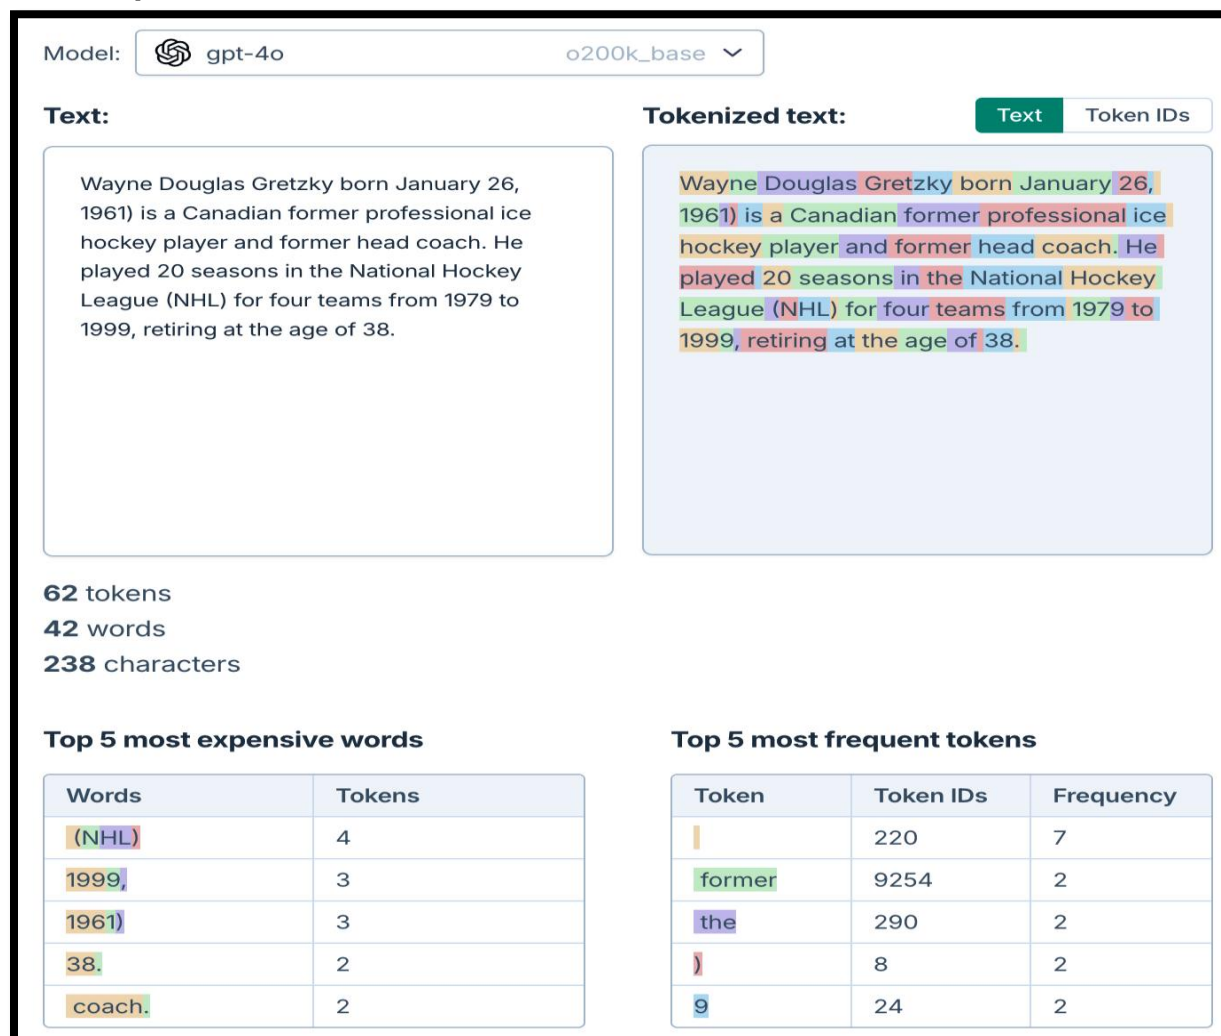 Model: gpt-4o o200k_base
Text:
Wayne Douglas Gretzky born January 26,
1961) is a Canadian former professional ice
hockey player and former head coach. He
played 20 seasons in the National Hockey
League (NHL) for four teams from 1979 to
1999, retiring at the age of 38.
Tokenized text: Text Token IDs
Wayne Douglas Gretzky born January 26,
1961) is a Canadian former professional ice
hockey player and former head coach. He
played 20 seasons in the National Hockey
League (NHL) for four teams from 1979 to
1999, retiring at the age of 38.
62 tokens
42 words
238 characters
Top 5 most expensive words
Words Tokens
(NHL) 4
1999, 3
1961) 3
38. 2
coach. 2
Top 5 most frequent tokens
Token Token IDs Frequency
220 7
former 9254 2
the 290 2
) 8 2
9 24 2